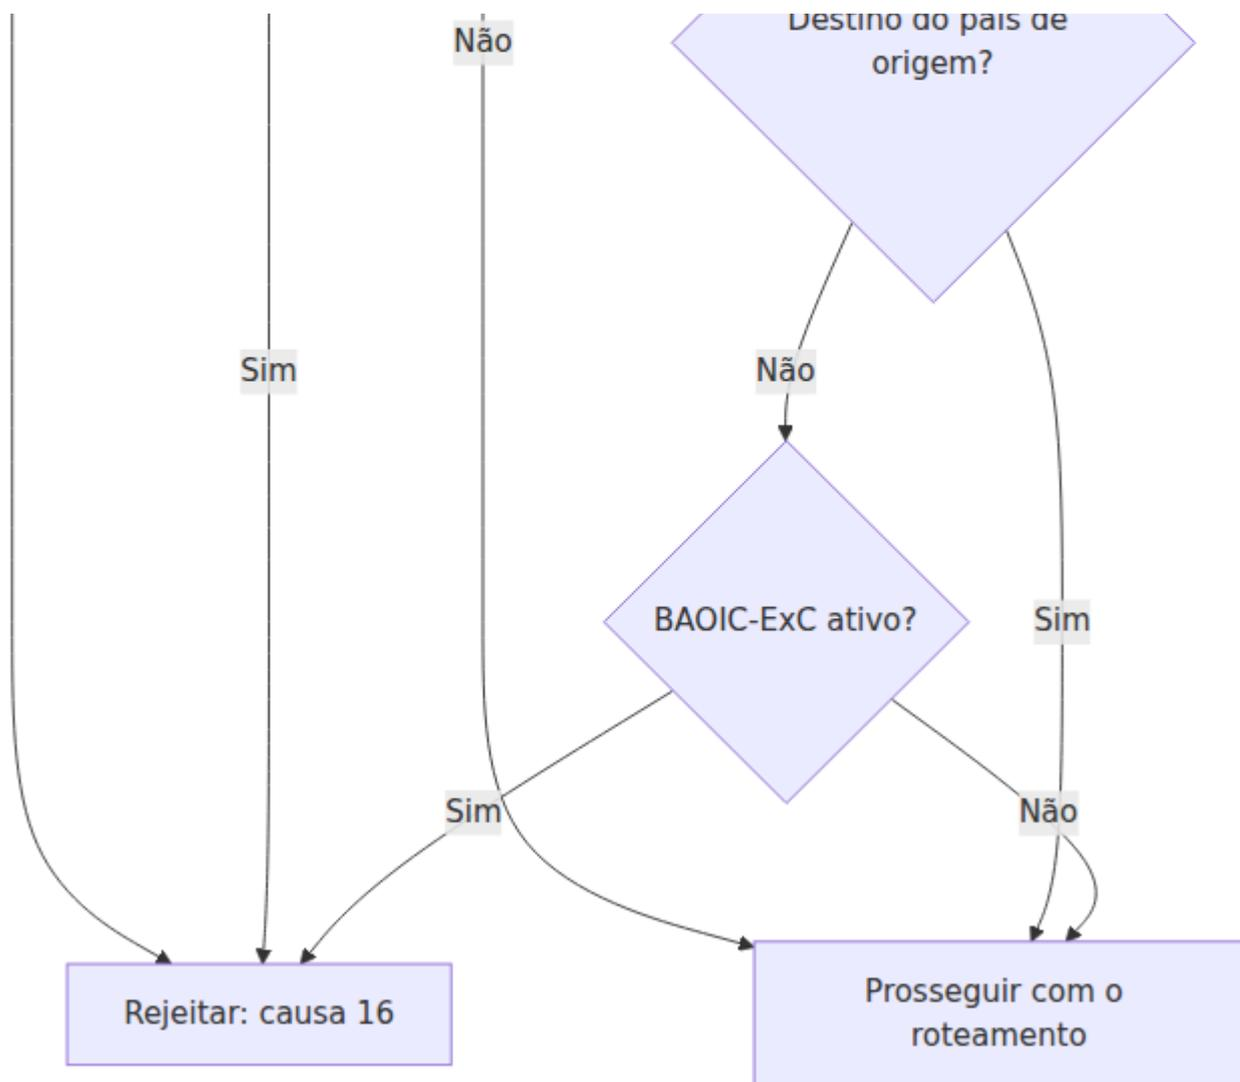 Não
Destino do país de
origem?
Sim
Não
BAOIC-ExC ativo?
Sim
Sim
Não
Rejeitar: causa 16
Prosseguir com o
roteamento